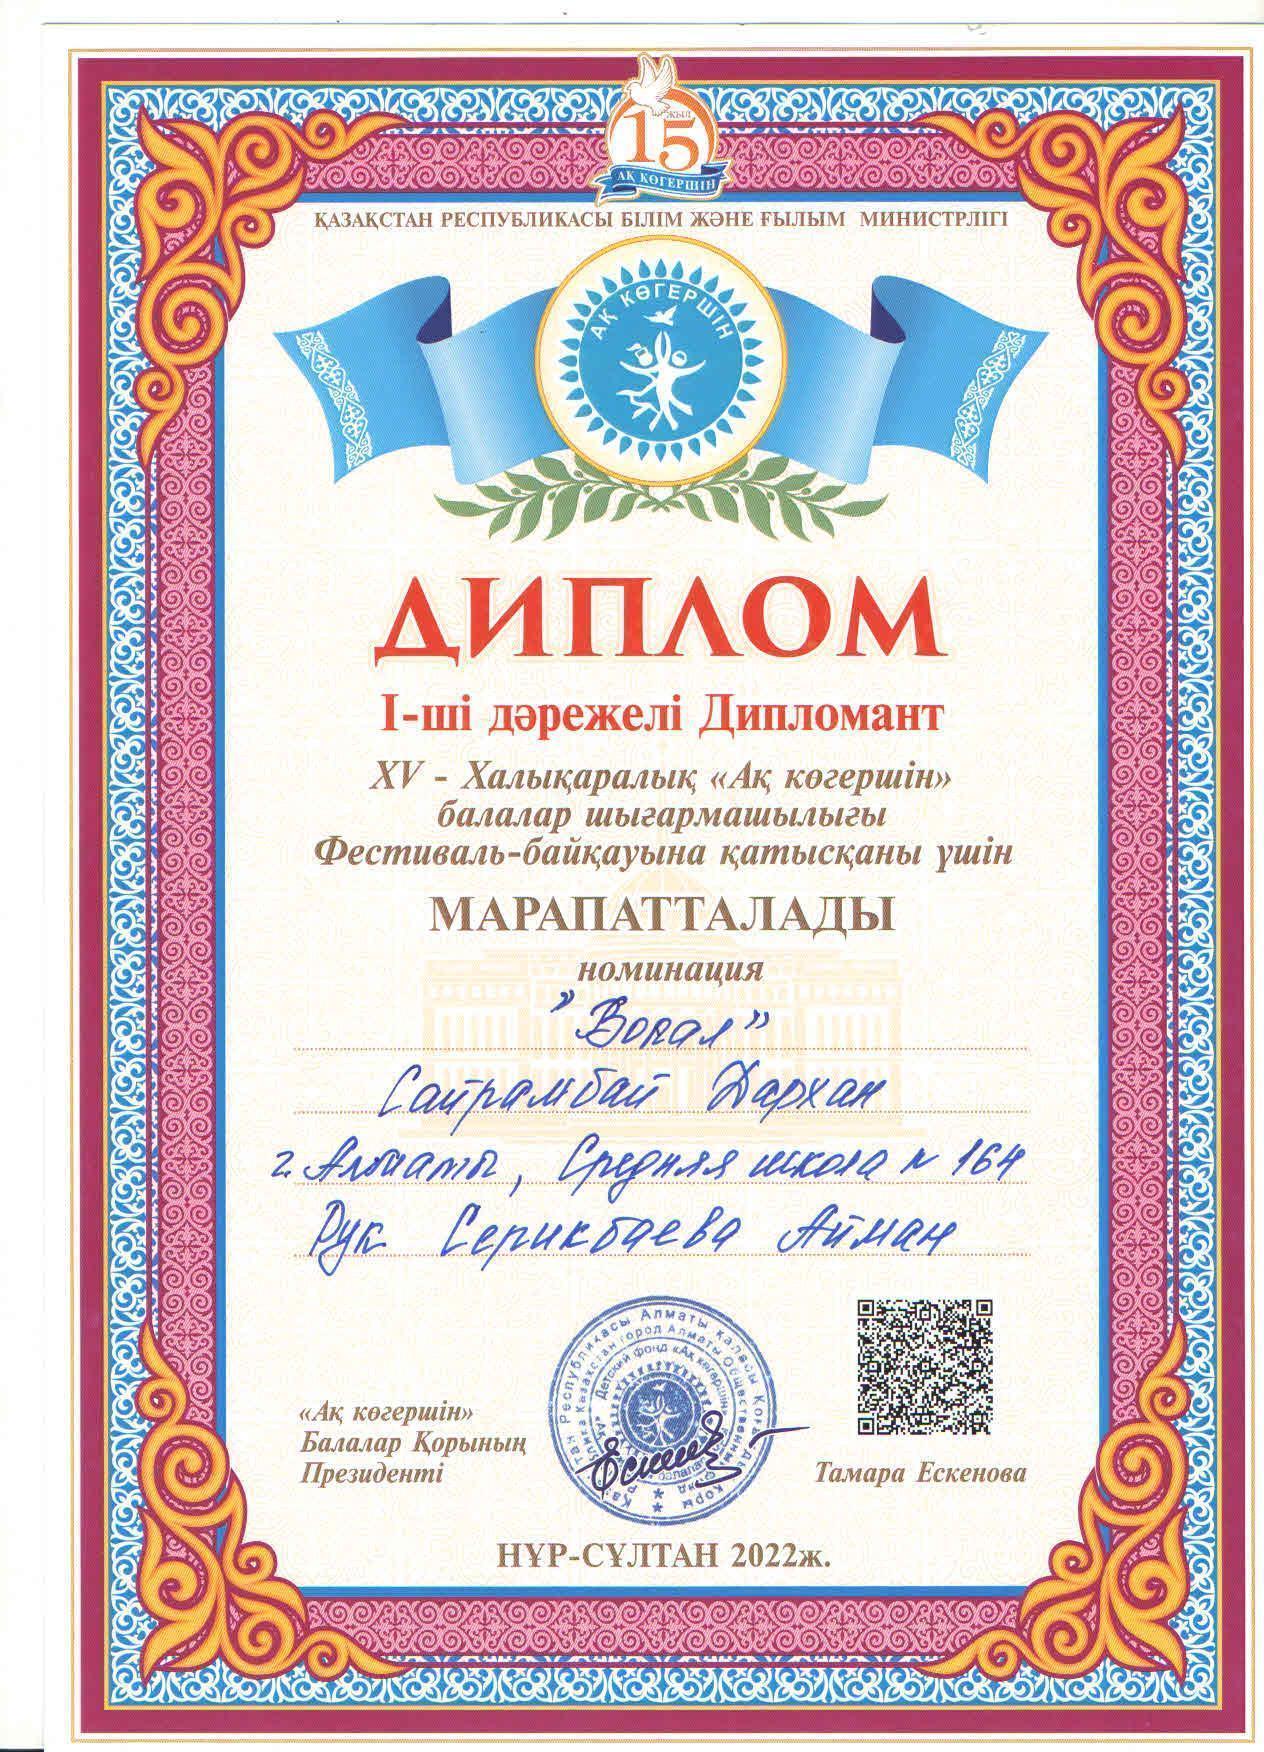 15 ЖЫЛ
АҚ КӨГЕРШІН
ҚАЗАҚСТАН РЕСПУБЛИКАСЫ БІЛІМ ЖӘНЕ ҒЫЛЫМ МИНИСТРЛІГІ
АҚ КӨГЕРШІН
ДИПЛОМ
І-ші дәрежелі Дипломант
XV - Халықаралық «Ақ көгершін»
балалар шығармашылығы
Фестиваль-байқауына қатысқаны үшін
МАРАПАТТАЛАДЫ
номинация
"Вокал"
Сайрамбай Дархан
г. Алматы, Средняя школа № 164
Рук Серикбаева Айман
«Ақ көгершін»
Балалар Қорының
Президенті
Тамара Ескенова
НҰР-СҰЛТАН 2022ж.